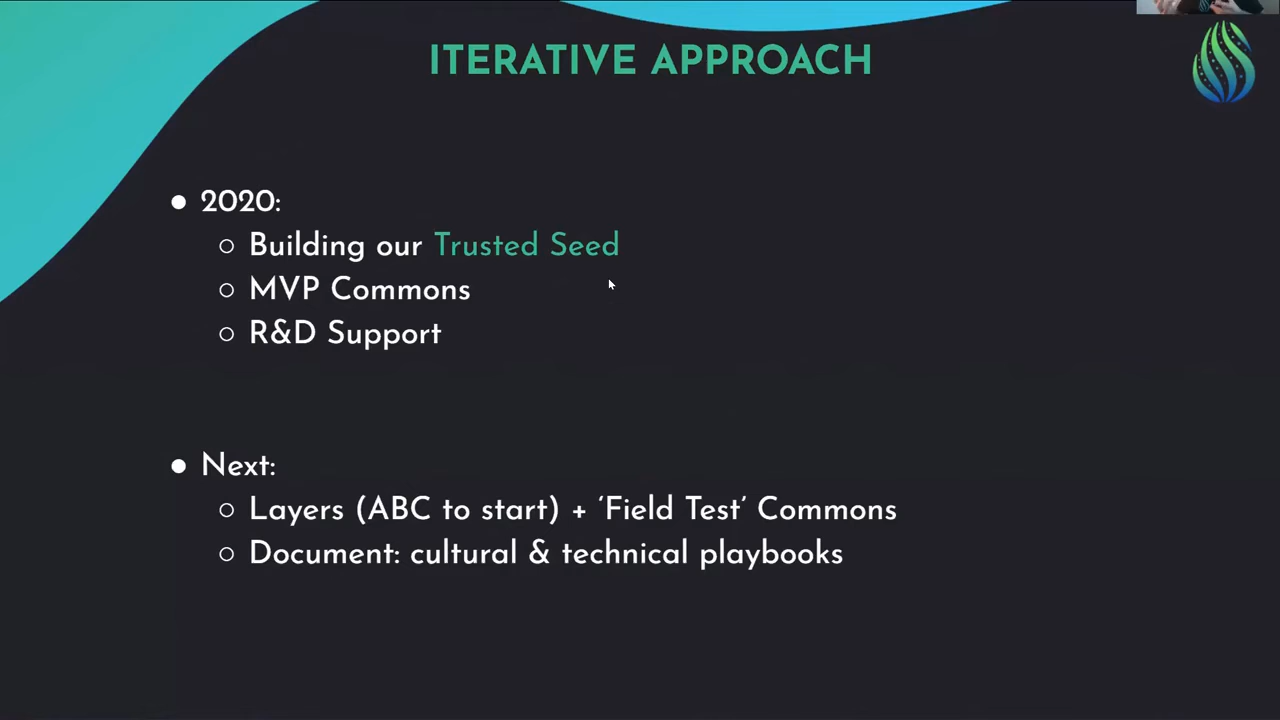 ITERATIVE APPROACH
● 2020:
○ Building our Trusted Seed
○ MVP Commons
○ R&D Support
● Next:
○ Layers (ABC to start) + ‘Field Test’ Commons
○ Document: cultural & technical playbooks